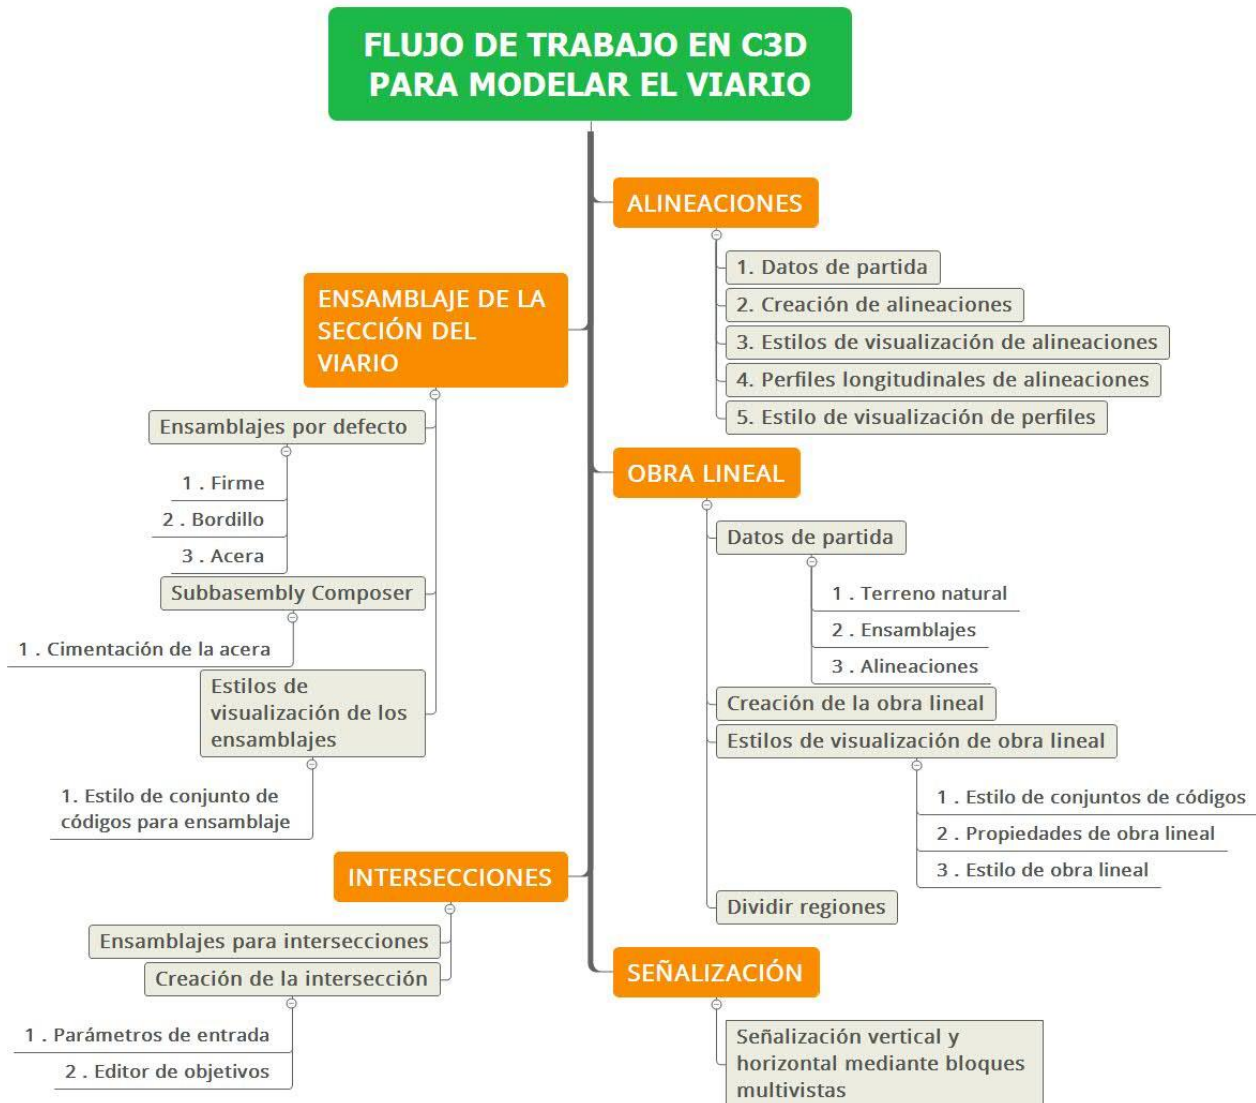 FLUJO DE TRABAJO EN C3D
PARA MODELAR EL VIARIO
ALINEACIONES
1. Datos de partida
2. Creación de alineaciones
3. Estilos de visualización de alineaciones
4. Perfiles longitudinales de alineaciones
5. Estilo de visualización de perfiles
ENSAMBLAJE DE LA
SECCIÓN DEL
VIARIO
Ensamblajes por defecto
1 . Firme
2 . Bordillo
3 . Acera
Subbasembly Composer
1 . Cimentación de la acera
Estilos de
visualización de los
ensamblajes
1. Estilo de conjunto de
códigos para ensamblaje
OBRA LINEAL
Datos de partida
1 . Terreno natural
2 . Ensamblajes
3 . Alineaciones
Creación de la obra lineal
Estilos de visualización de obra lineal
1 . Estilo de conjuntos de códigos
2 . Propiedades de obra lineal
3 . Estilo de obra lineal
Dividir regiones
INTERSECCIONES
Ensamblajes para intersecciones
Creación de la intersección
1 . Parámetros de entrada
2 . Editor de objetivos
SEÑALIZACIÓN
Señalización vertical y
horizontal mediante bloques
multivistas